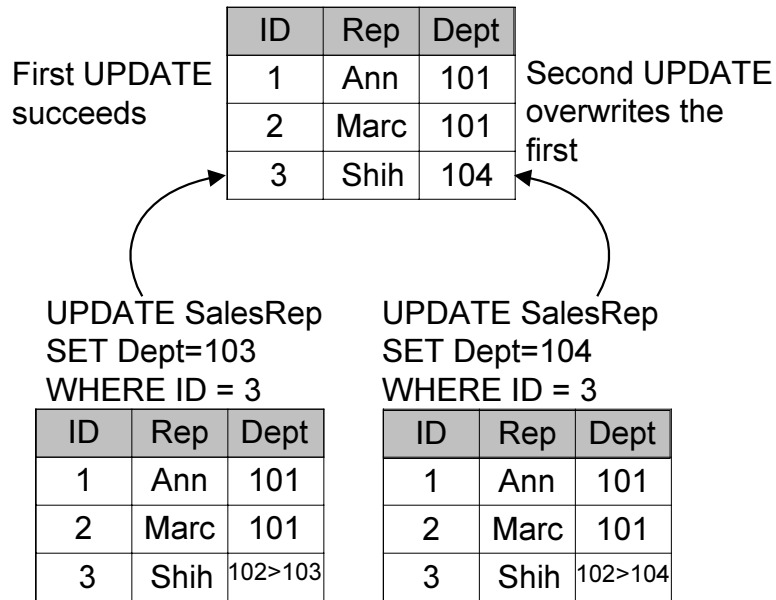 ID Rep Dept
First UPDATE
succeeds
1 Ann 101
2 Marc 101
3 Shih 104
Second UPDATE
overwrites the
first
UPDATE SalesRep
SET Dept=103
WHERE ID = 3
ID Rep Dept
1 Ann 101
2 Marc 101
3 Shih 102>103
UPDATE SalesRep
SET Dept=104
WHERE ID = 3
ID Rep Dept
1 Ann 101
2 Marc 101
3 Shih 102>104